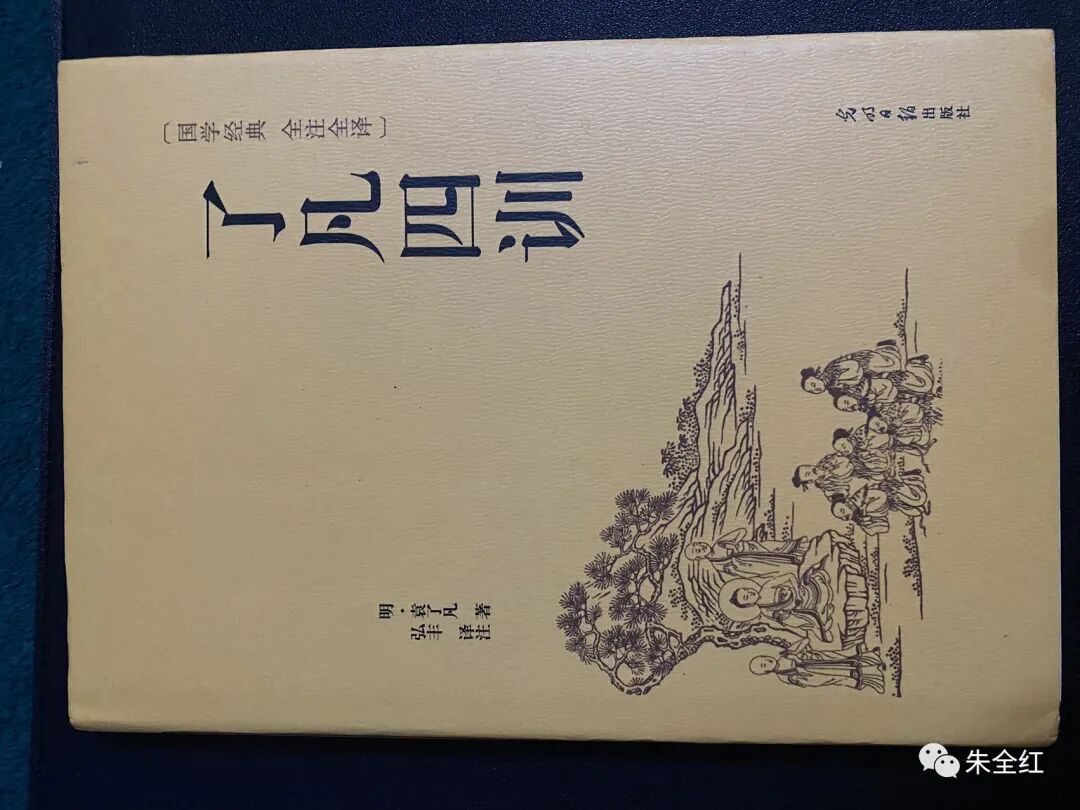 〔国学经典 全注全译〕
了凡四训
明·袁了凡 著
弘丰 译注
光明日报出版社
朱全红